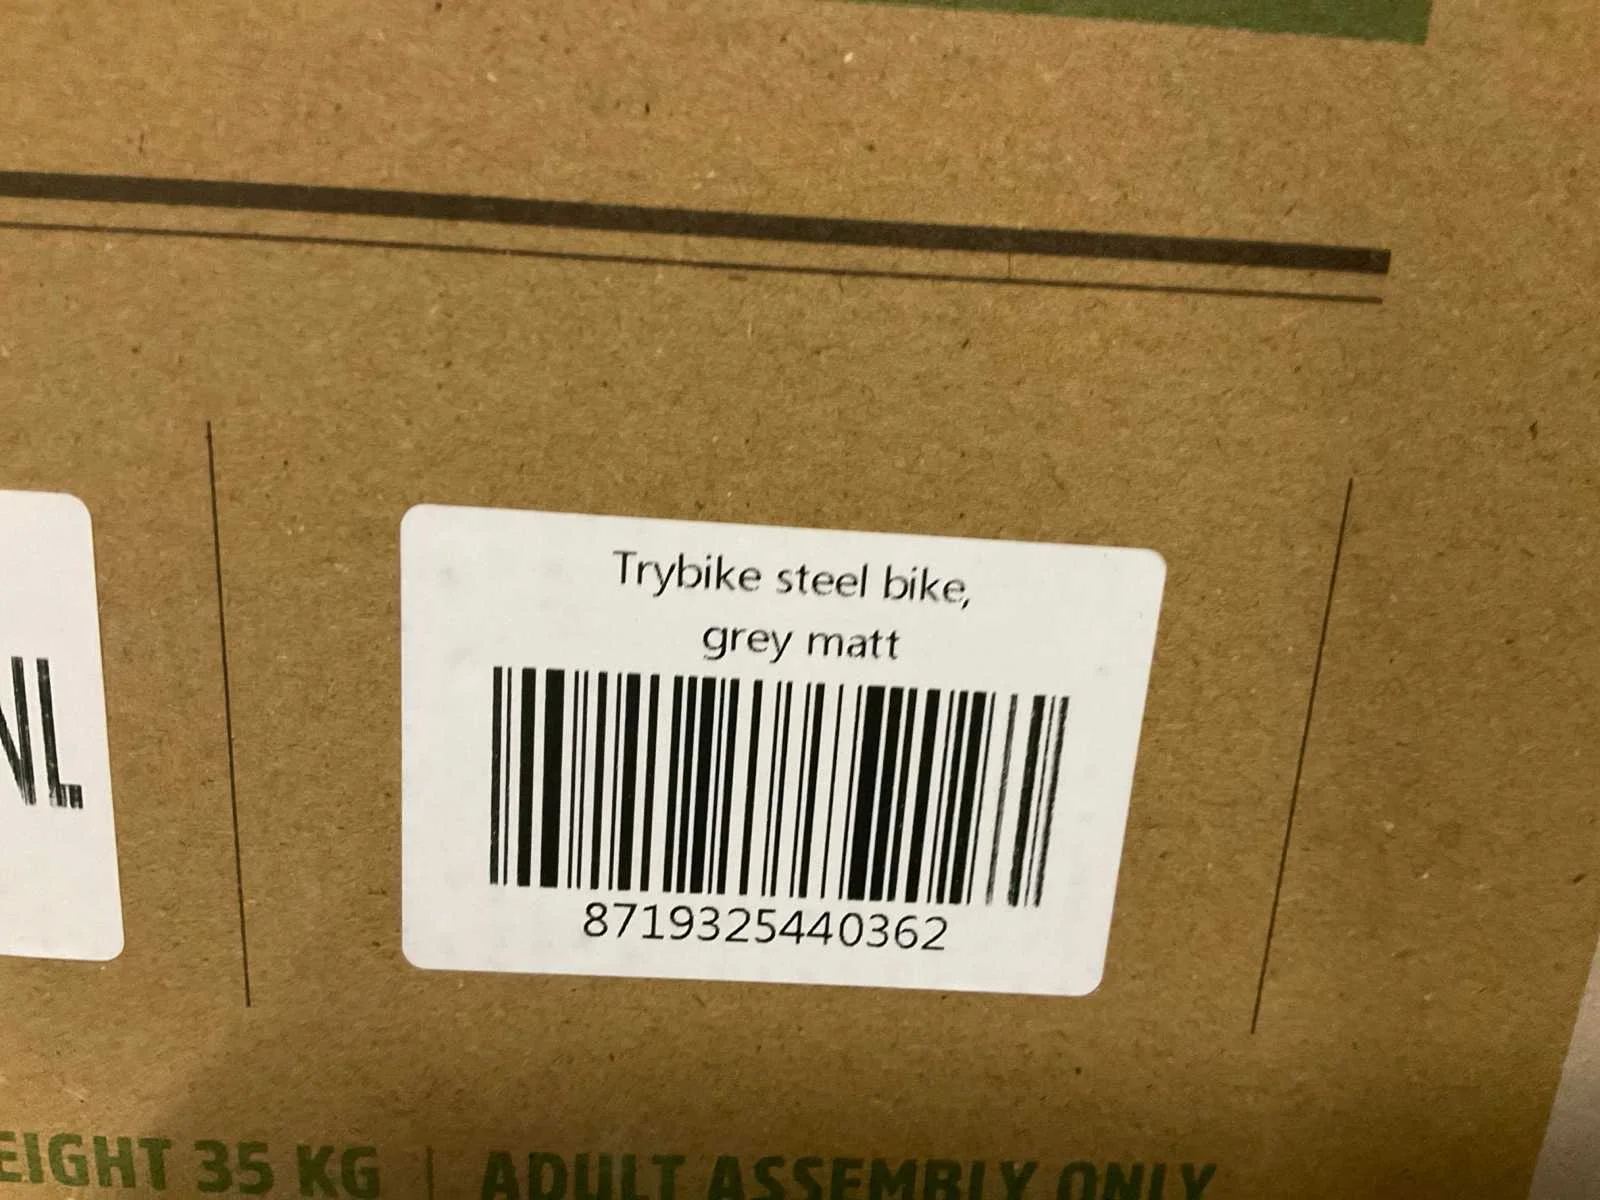 Trybike steel bike,
grey matt
8719325440362
NL
EIGHT 35 KG | ADULT ASSEMBLY ONLY